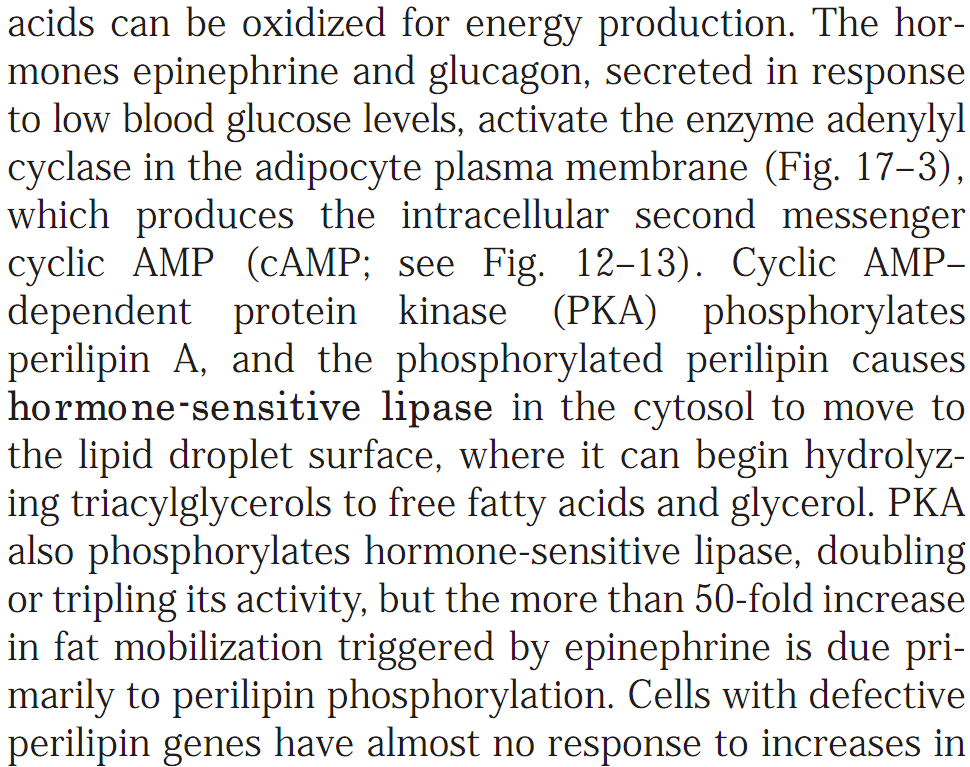 acids can be oxidized for energy production. The hor-
mones epinephrine and glucagon, secreted in response
to low blood glucose levels, activate the enzyme adenylyl
cyclase in the adipocyte plasma membrane (Fig. 17–3),
which produces the intracellular second messenger
cyclic AMP (cAMP; see Fig. 12–13). Cyclic AMP–
dependent protein kinase (PKA) phosphorylates
perilipin A, and the phosphorylated perilipin causes
hormone-sensitive lipase in the cytosol to move to
the lipid droplet surface, where it can begin hydrolyz-
ing triacylglycerols to free fatty acids and glycerol. PKA
also phosphorylates hormone-sensitive lipase, doubling
or tripling its activity, but the more than 50-fold increase
in fat mobilization triggered by epinephrine is due pri-
marily to perilipin phosphorylation. Cells with defective
perilipin genes have almost no response to increases in